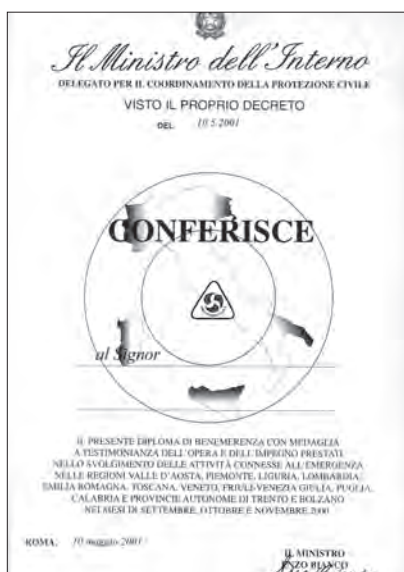 Il Ministro dell'Interno
DELEGATO PER IL COORDINAMENTO DELLA PROTEZIONE CIVILE
VISTO IL PROPRIO DECRETO
DEL 10.5.2001
CONFERISCE
al Signor
IL PRESENTE DIPLOMA DI BENEMERENZA CON MEDAGLIA
A TESTIMONIANZA DELL'OPERA E DELL'IMPEGNO PRESTATI
NELLO SVOLGIMENTO DELLE ATTIVITÀ CONNESSE ALL'EMERGENZA
NELLE REGIONI VALLE D'AOSTA, PIEMONTE, LIGURIA, LOMBARDIA,
EMILIA ROMAGNA, TOSCANA, VENETO, FRIULI-VENEZIA GIULIA, PUGLIA,
CALABRIA E PROVINCIE AUTONOME DI TRENTO E BOLZANO
NEI MESI DI SETTEMBRE, OTTOBRE E NOVEMBRE 2000
ROMA, 10 maggio 2001
IL MINISTRO
ENZO BIANCO